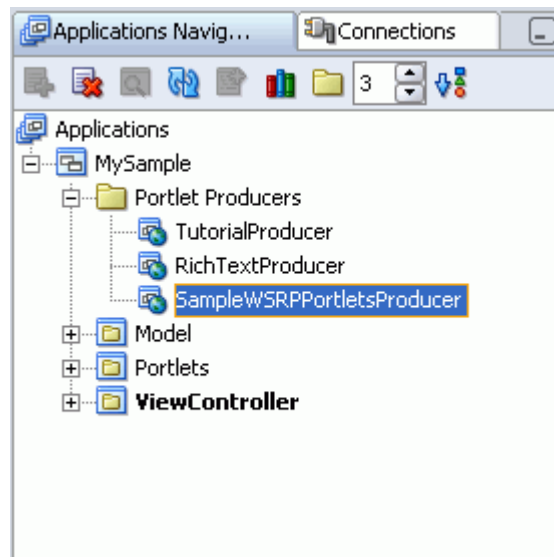 Applications Navig... Connections
3
Applications
MySample
Portlet Producers
TutorialProducer
RichTextProducer
SampleWSRPPortletsProducer
Model
Portlets
ViewController